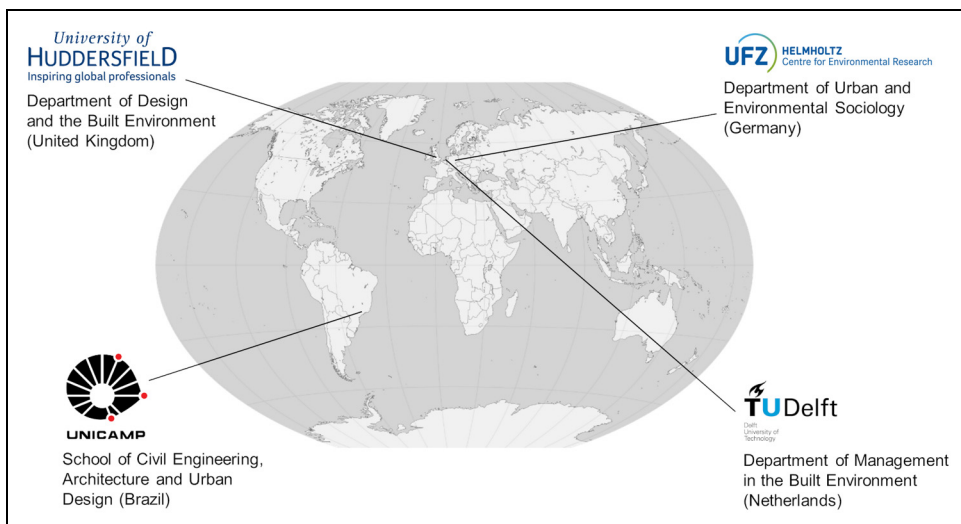 University of
HUDDERSFIELD
Inspiring global professionals
Department of Design
and the Built Environment
(United Kingdom)
UFZ HELMHOLTZ
Centre for Environmental Research
Department of Urban and
Environmental Sociology
(Germany)
UNICAMP
School of Civil Engineering,
Architecture and Urban
Design (Brazil)
TUDelft
Delft
University of
Technology
Department of Management
in the Built Environment
(Netherlands)